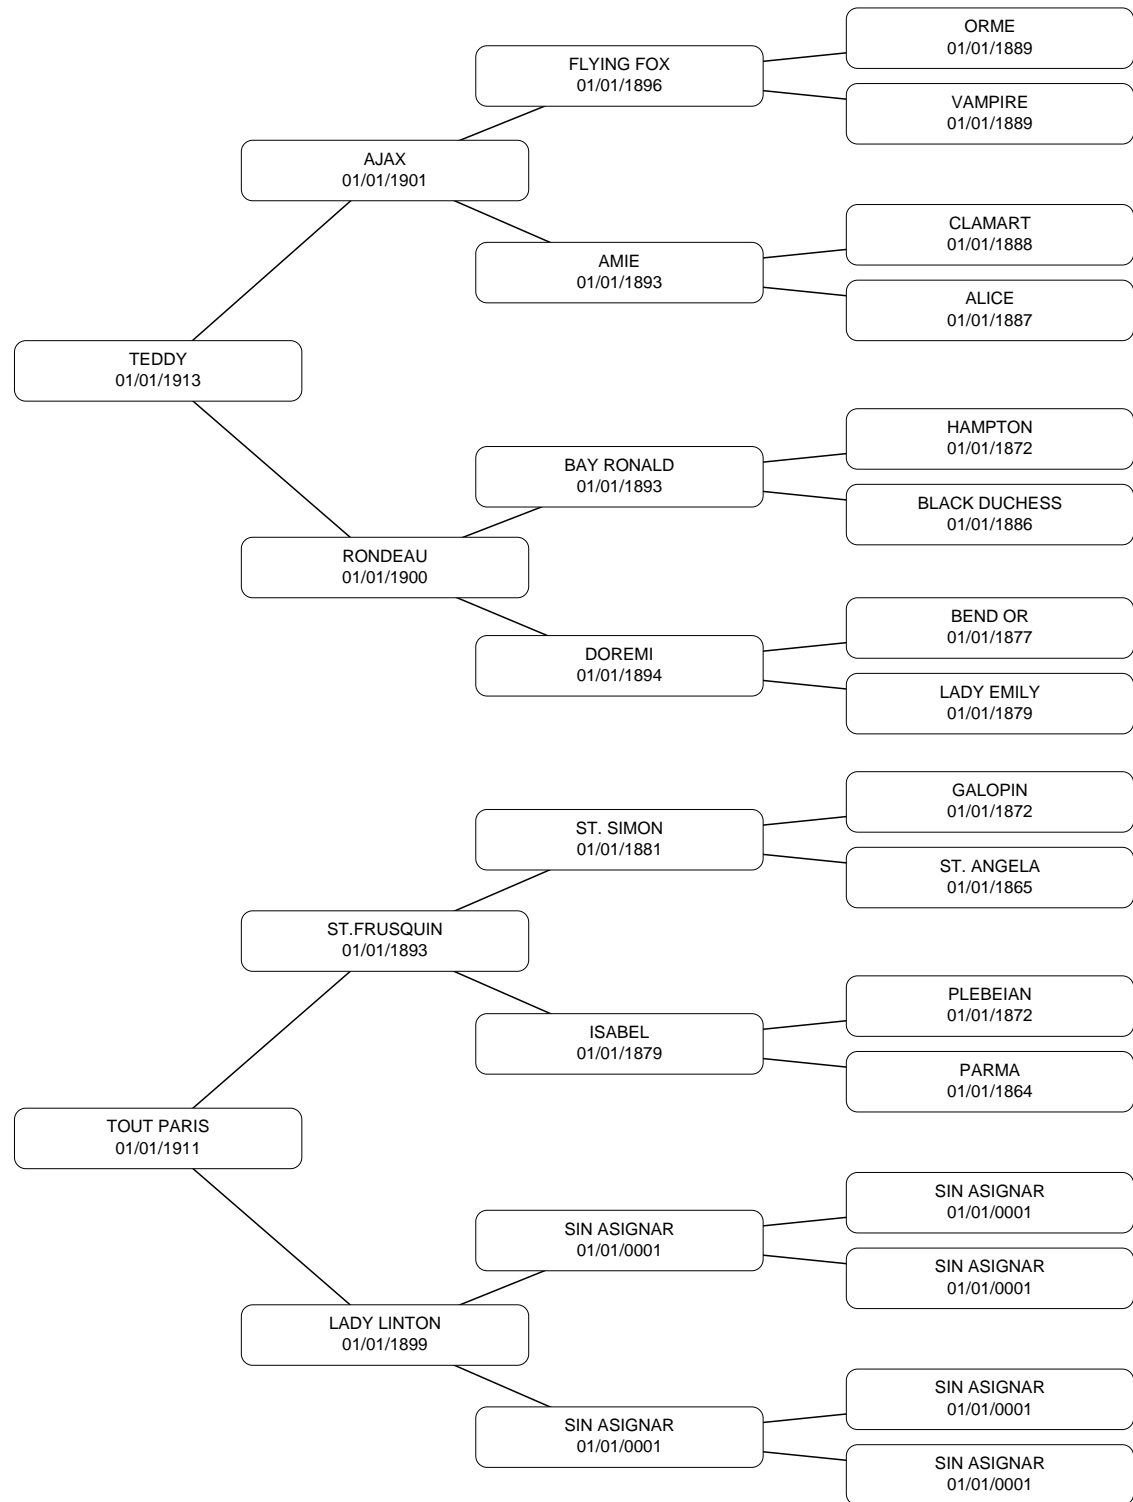 ORME
01/01/1889
FLYING FOX
01/01/1896
VAMPIRE
01/01/1889
AJAX
01/01/1901
CLAMART
01/01/1888
AMIE
01/01/1893
ALICE
01/01/1887
TEDDY
01/01/1913
HAMPTON
01/01/1872
BAY RONALD
01/01/1893
BLACK DUCHESS
01/01/1886
RONDEAU
01/01/1900
BEND OR
01/01/1877
DOREMI
01/01/1894
LADY EMILY
01/01/1879
GALOPIN
01/01/1872
ST. SIMON
01/01/1881
ST. ANGELA
01/01/1865
ST.FRUSQUIN
01/01/1893
PLEBEIAN
01/01/1872
ISABEL
01/01/1879
PARMA
01/01/1864
TOUT PARIS
01/01/1911
SIN ASIGNAR
01/01/0001
SIN ASIGNAR
01/01/0001
SIN ASIGNAR
01/01/0001
LADY LINTON
01/01/1899
SIN ASIGNAR
01/01/0001
SIN ASIGNAR
01/01/0001
SIN ASIGNAR
01/01/0001